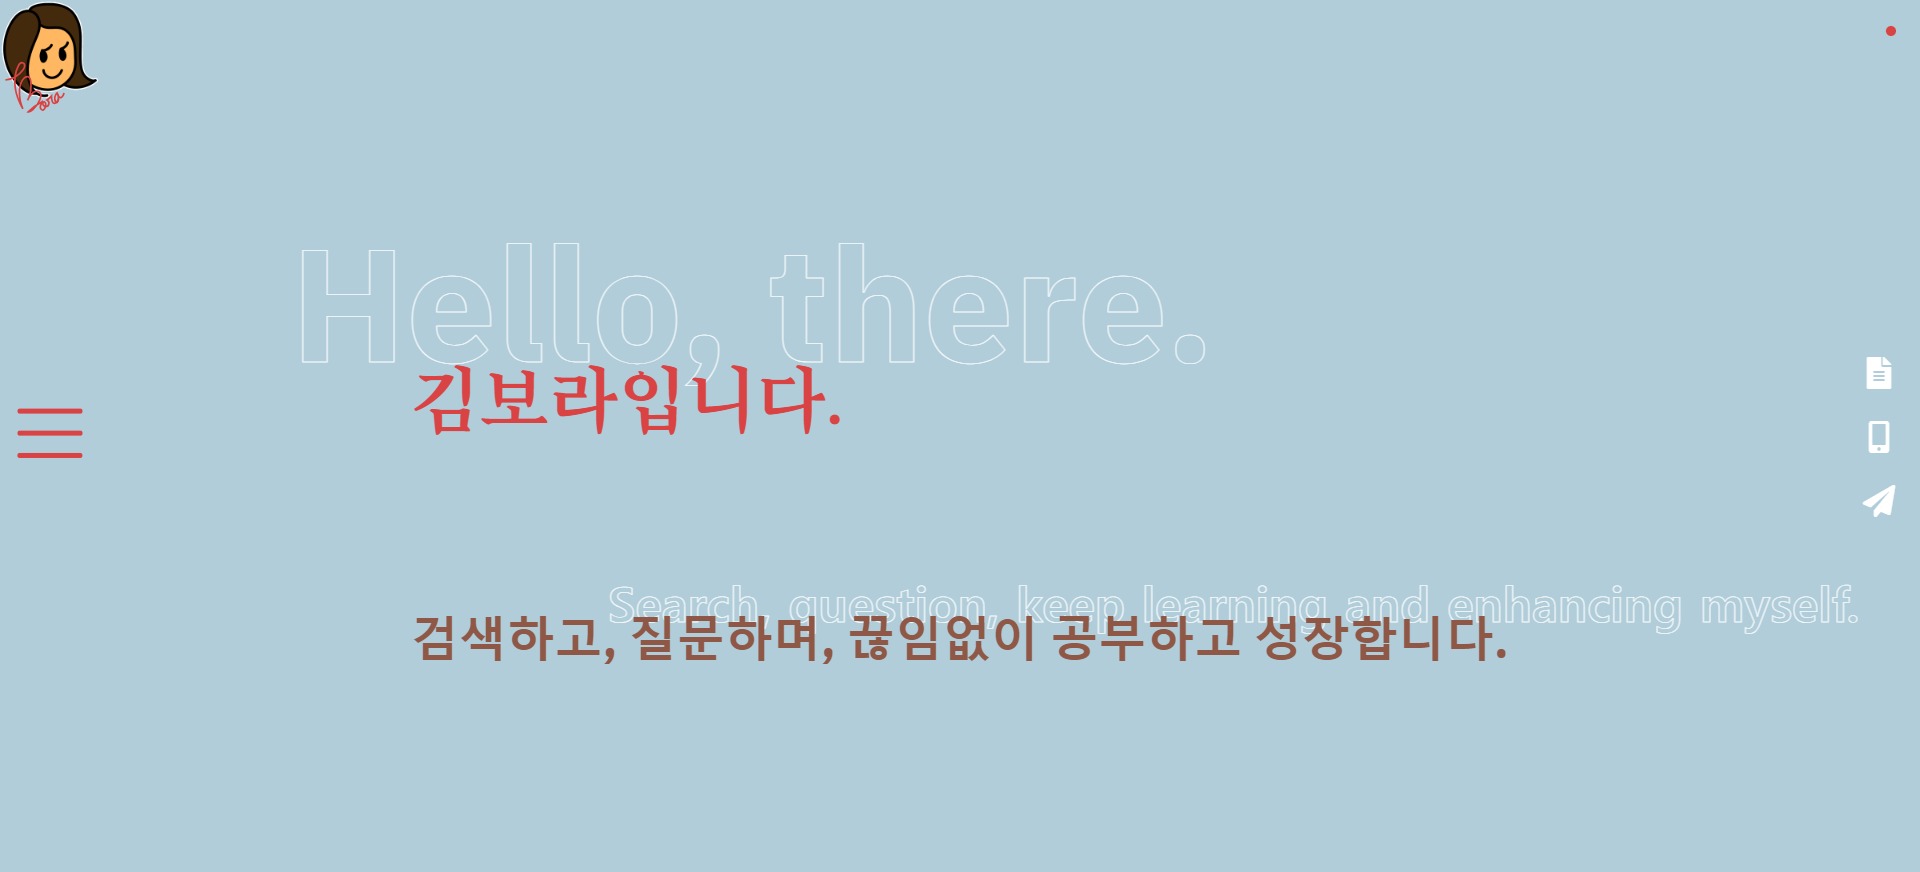 Bora
Hello, there.
김보라입니다.
Search, question, keep learning and enhancing myself.
검색하고, 질문하며, 끊임없이 공부하고 성장합니다.